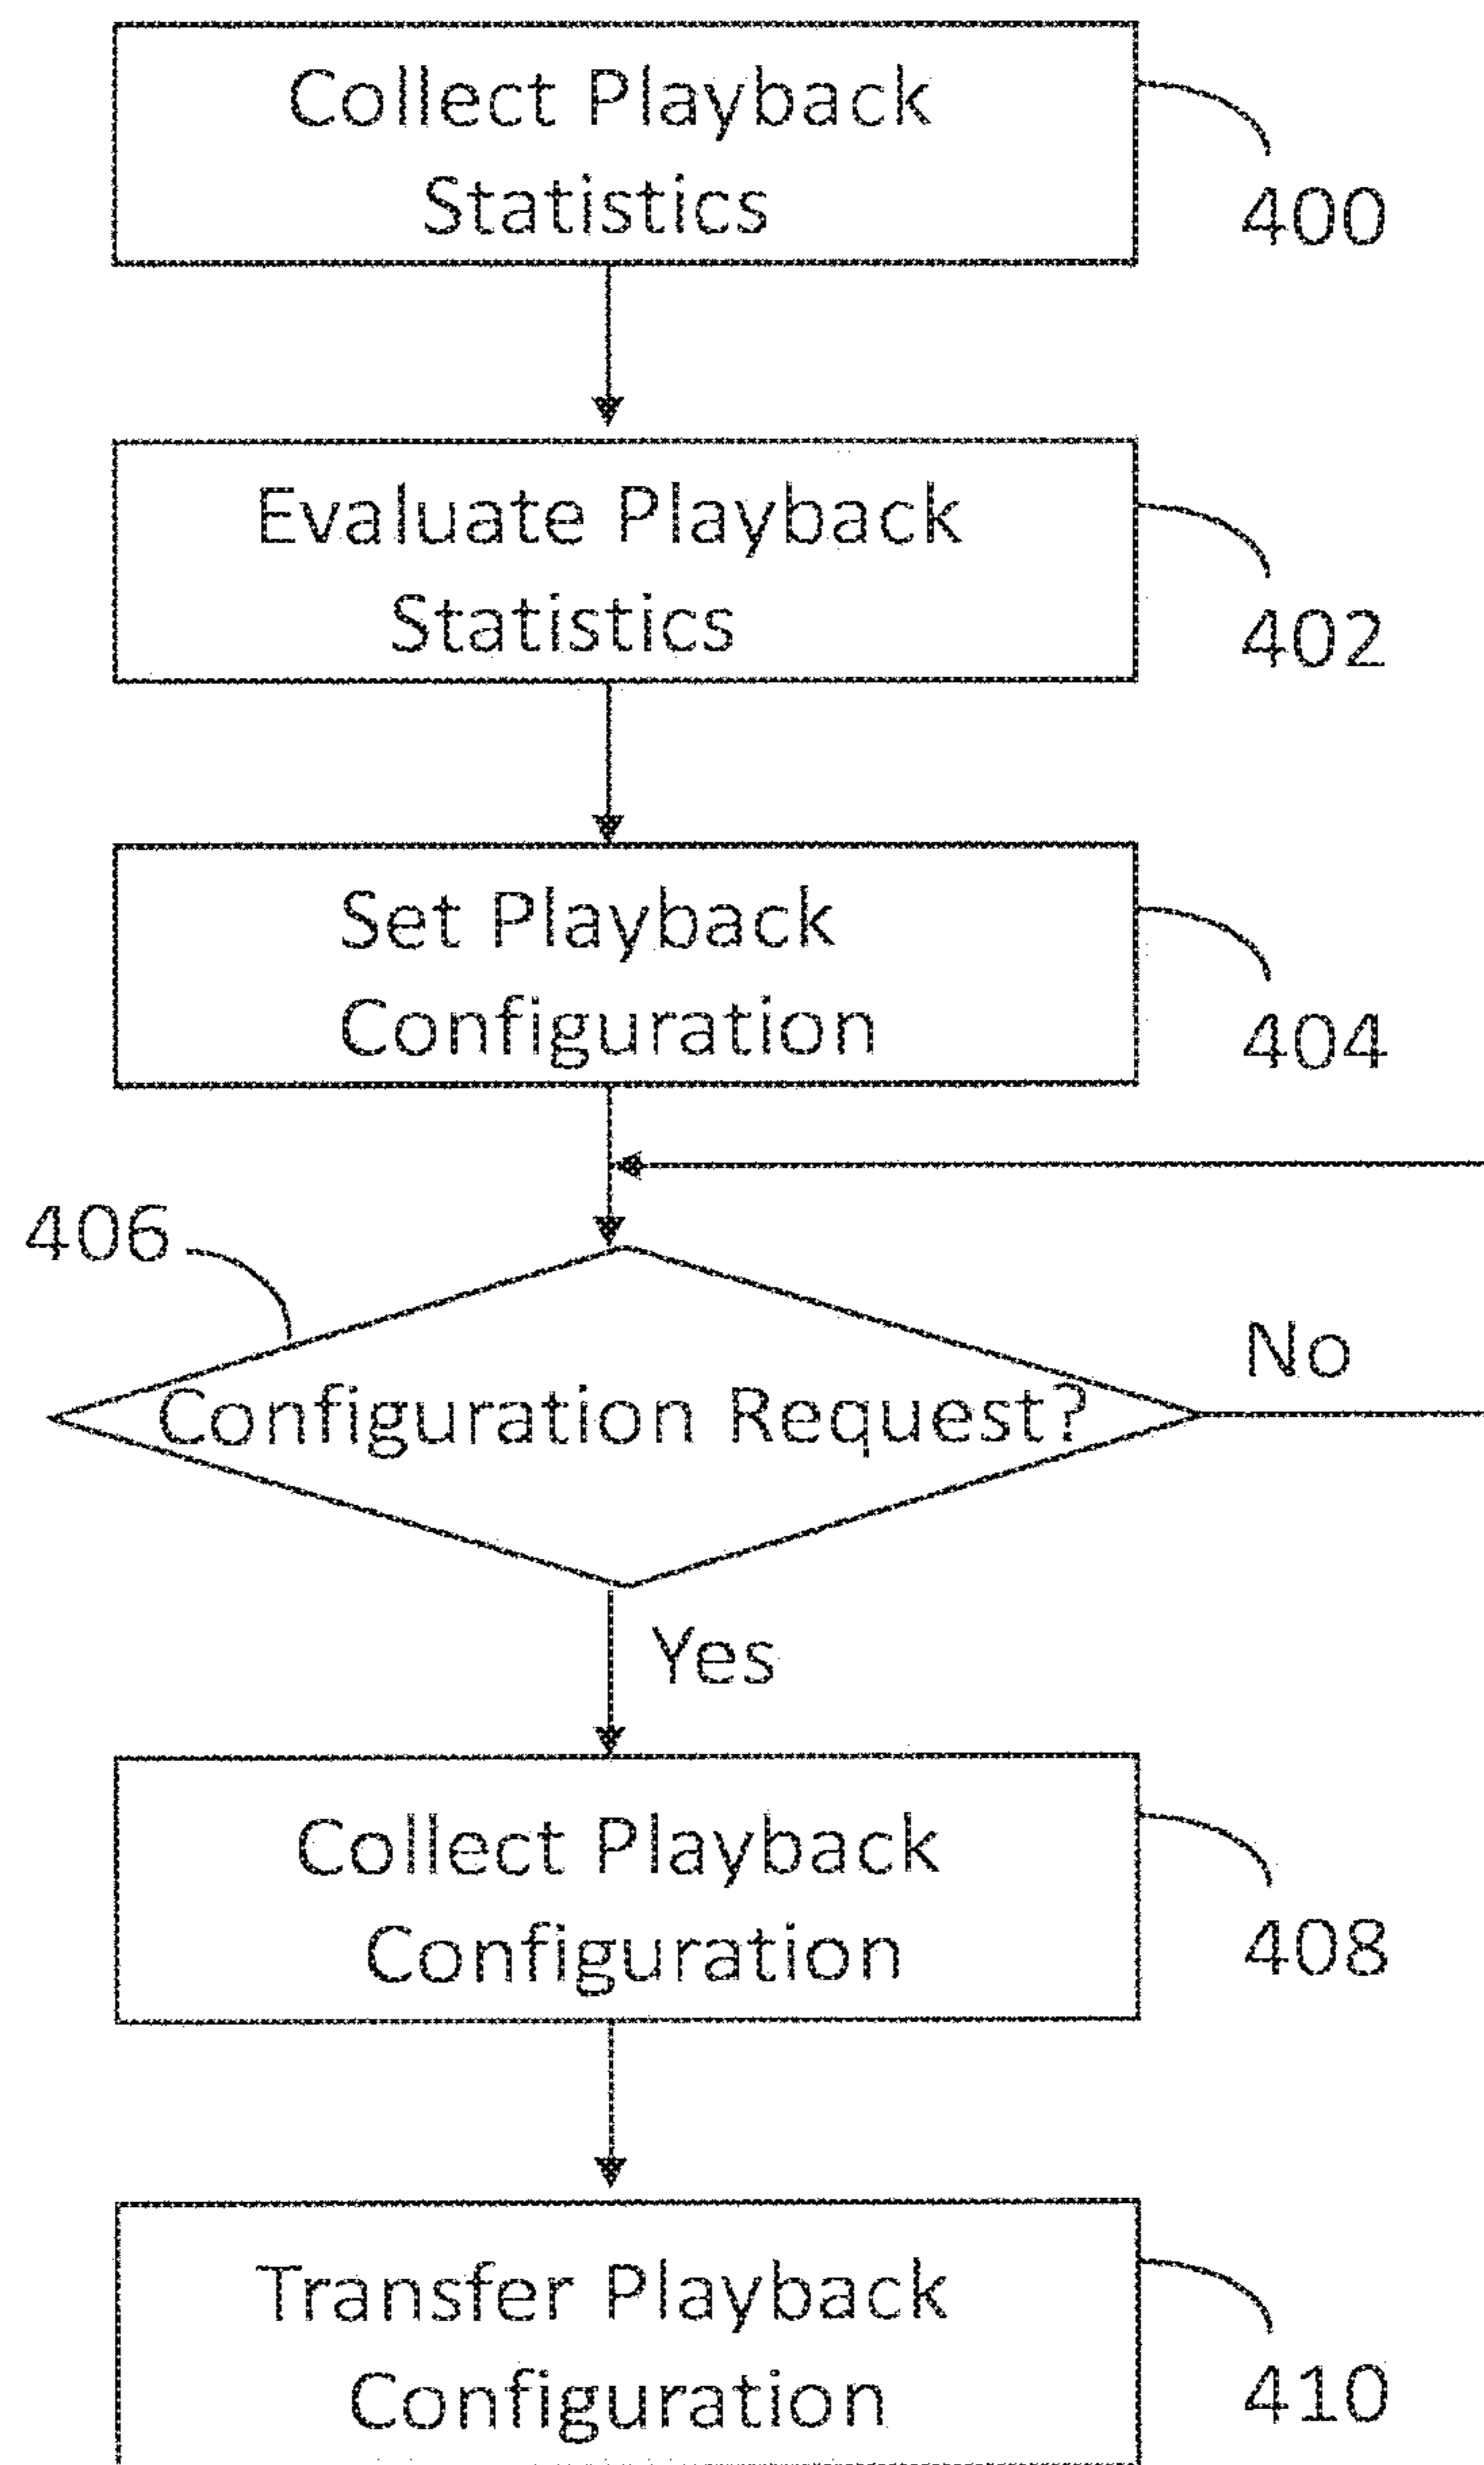 Collect Playback
Statistics
400
Evaluate Playback
Statistics
402
Set Playback
Configuration
404
406
Configuration Request?
No
Yes
Collect Playback
Configuration
408
Transfer Playback
Configuration
410